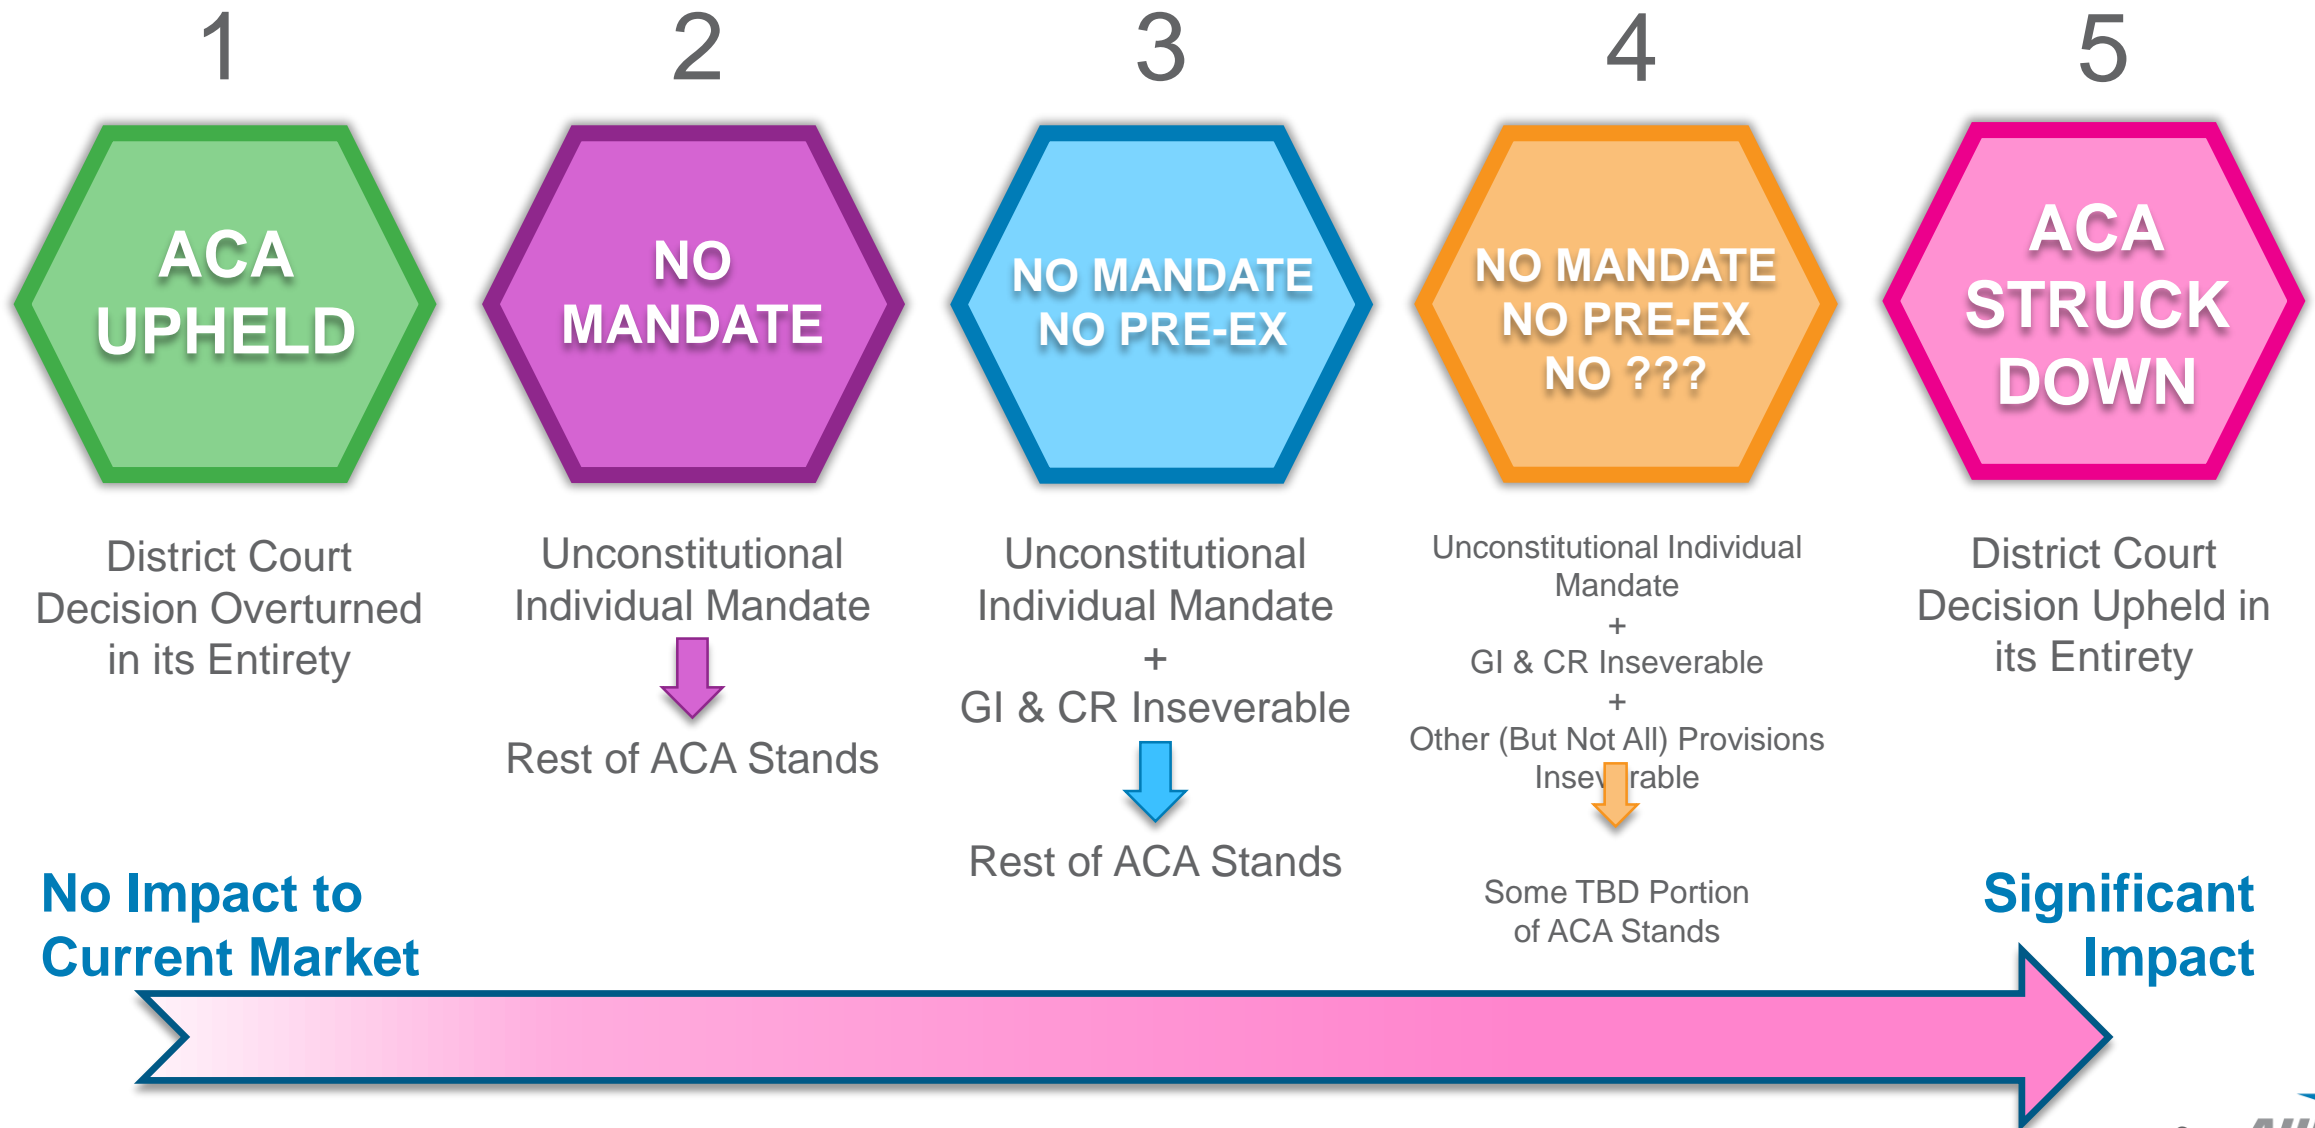 1
ACA
UPHELD
District Court
Decision Overturned
in its Entirety
2
NO
MANDATE
Unconstitutional
Individual Mandate
Rest of ACA Stands
3
NO MANDATE
NO PRE-EX
Unconstitutional
Individual Mandate
+
GI & CR Inseverable
Rest of ACA Stands
4
NO MANDATE
NO PRE-EX
NO ???
Unconstitutional Individual
Mandate
+
GI & CR Inseverable
+
Other (But Not All) Provisions
Inseverable
Some TBD Portion
of ACA Stands
5
ACA
STRUCK
DOWN
District Court
Decision Upheld in
its Entirety
No Impact to
Current Market
Significant
Impact